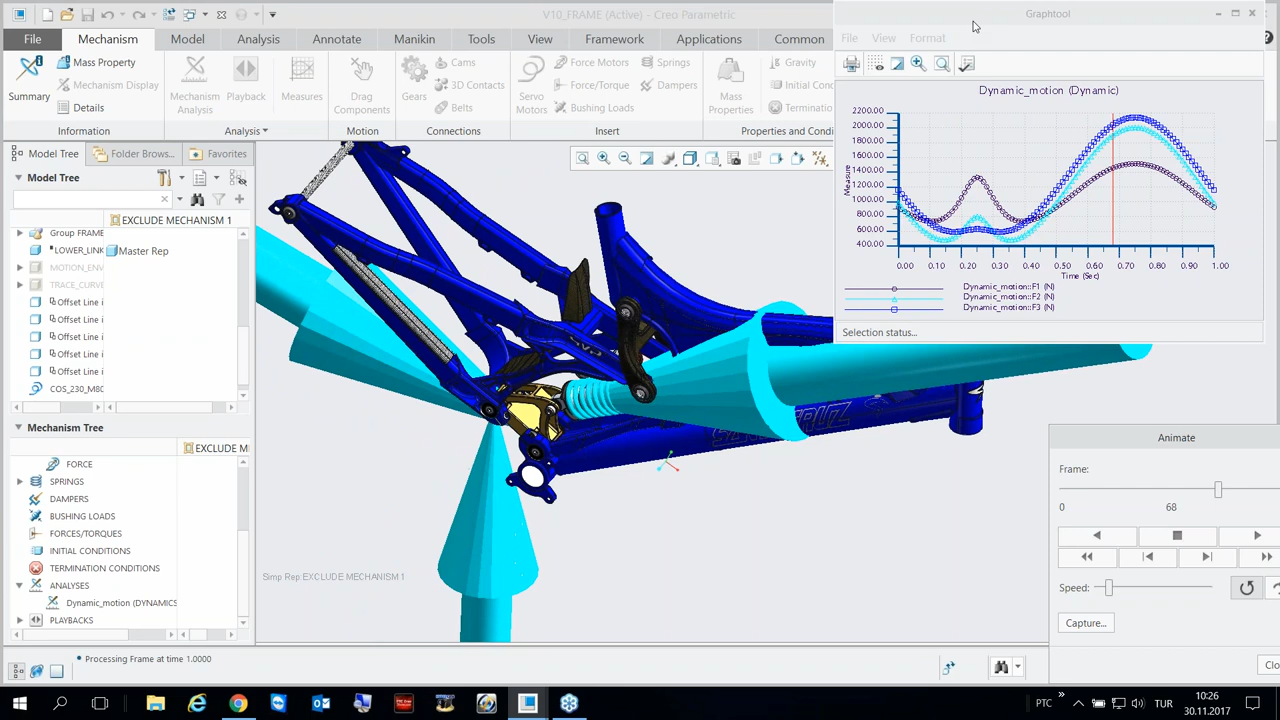 V10_FRAME (Active) - Creo Parametric
File
Mechanism
Model
Analysis
Annotate
Manikin
Tools
View
Framework
Applications
Common
Summary
Mass Property
Mechanism Display
Details
Information
Mechanism
Analysis
Playback
Measures
Analysis
Drag
Components
Motion
Gears
Cams
3D Contacts
Belts
Connections
Servo
Motors
Force Motors
Force/Torque
Bushing Loads
Springs
Dampers
Insert
Mass
Properties
Gravity
Initial Conc
Terminatio
Properties and Condi
Model Tree
Folder Brows..
Favorites
Model Tree
EXCLUDE MECHANISM 1
Group FRAME
LOWER_LINK
Master Rep
MOTION_ENV
TRACE_CURVE
Offset Line i
Offset Line i
Offset Line i
Offset Line i
Offset Line i
COS_230_M80
Mechanism Tree
EXCLUDE M
FORCE
SPRINGS
DAMPERS
BUSHING LOADS
FORCES/TORQUES
INITIAL CONDITIONS
TERMINATION CONDITIONS
ANALYSES
Dynamic_motion (DYNAMICS
PLAYBACKS
Simp Rep:EXCLUDE MECHANISM 1
Graphtool
File
View
Format
Dynamic_motion (Dynamic)
Measure
2200.00
2000.00
1800.00
1600.00
1400.00
1200.00
1000.00
800.00
600.00
400.00
0.00 0.10 0.20 0.30 0.40 0.50 0.60 0.70 0.80 0.90 1.00
Time (Sec)
Dynamic_motion::F1 (N)
Dynamic_motion::F2 (N)
Dynamic_motion::F3 (N)
Selection status...
Animate
Frame:
0
68
Speed:
Capture...
Clo
Processing Frame at time 1.0000
PTC
TUR
10:26
30.11.2017